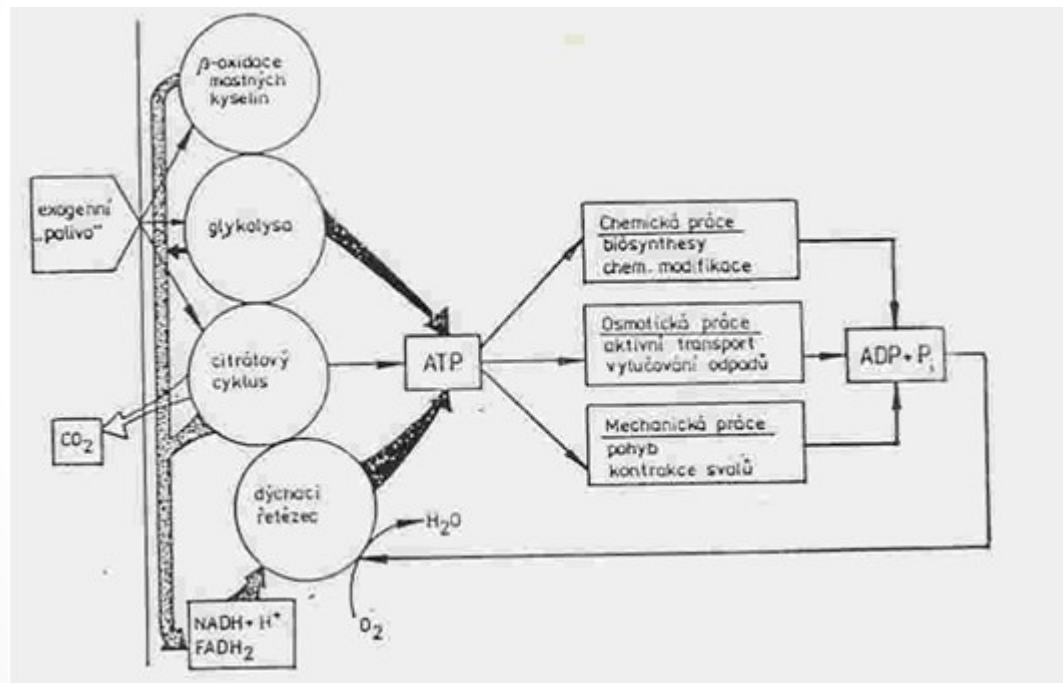 β-oxidace
mastných
kyselin
exogenní
„palivo"
glykolysa
citrátový
cyklus
CO₂
dýchací
řetězec
NADH + H⁺
FADH₂
H₂O
O₂
ATP
Chemická práce
biosynthesy
chem. modifikace
Osmotická práce
aktivní transport
vylučování odpadů
Mechanická práce
pohyb
kontrakce svalů
ADP + Pᵢ